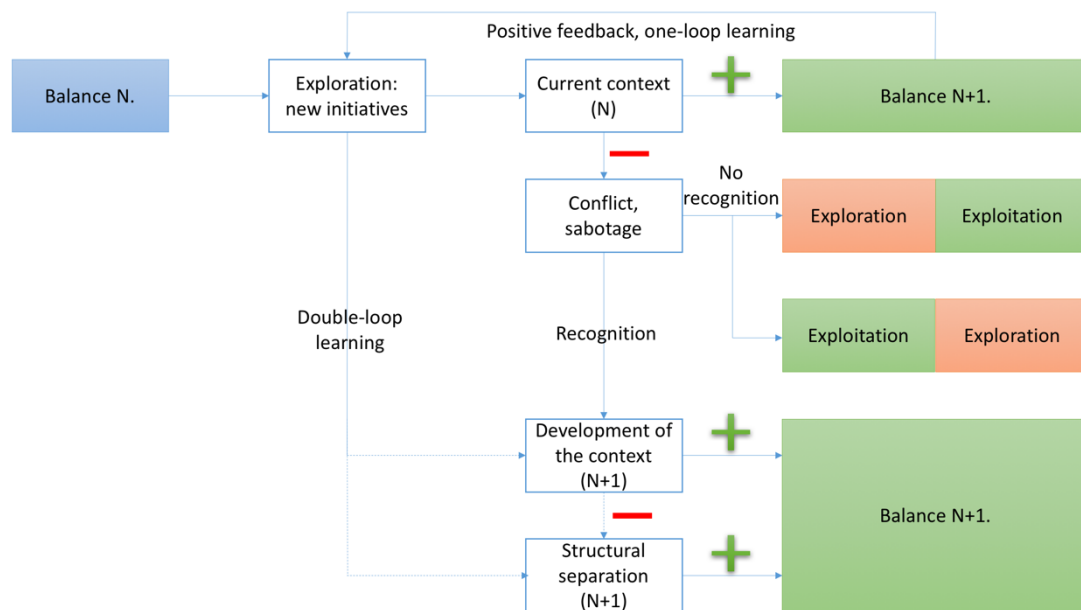 Positive feedback, one-loop learning
Balance N.
Exploration:
new initiatives
Current context
(N)
Balance N+1.
No
recognition
Conflict,
sabotage
Exploration
Exploitation
Double-loop
learning
Recognition
Exploitation
Exploration
Development of
the context
(N+1)
Balance N+1.
Structural
separation
(N+1)